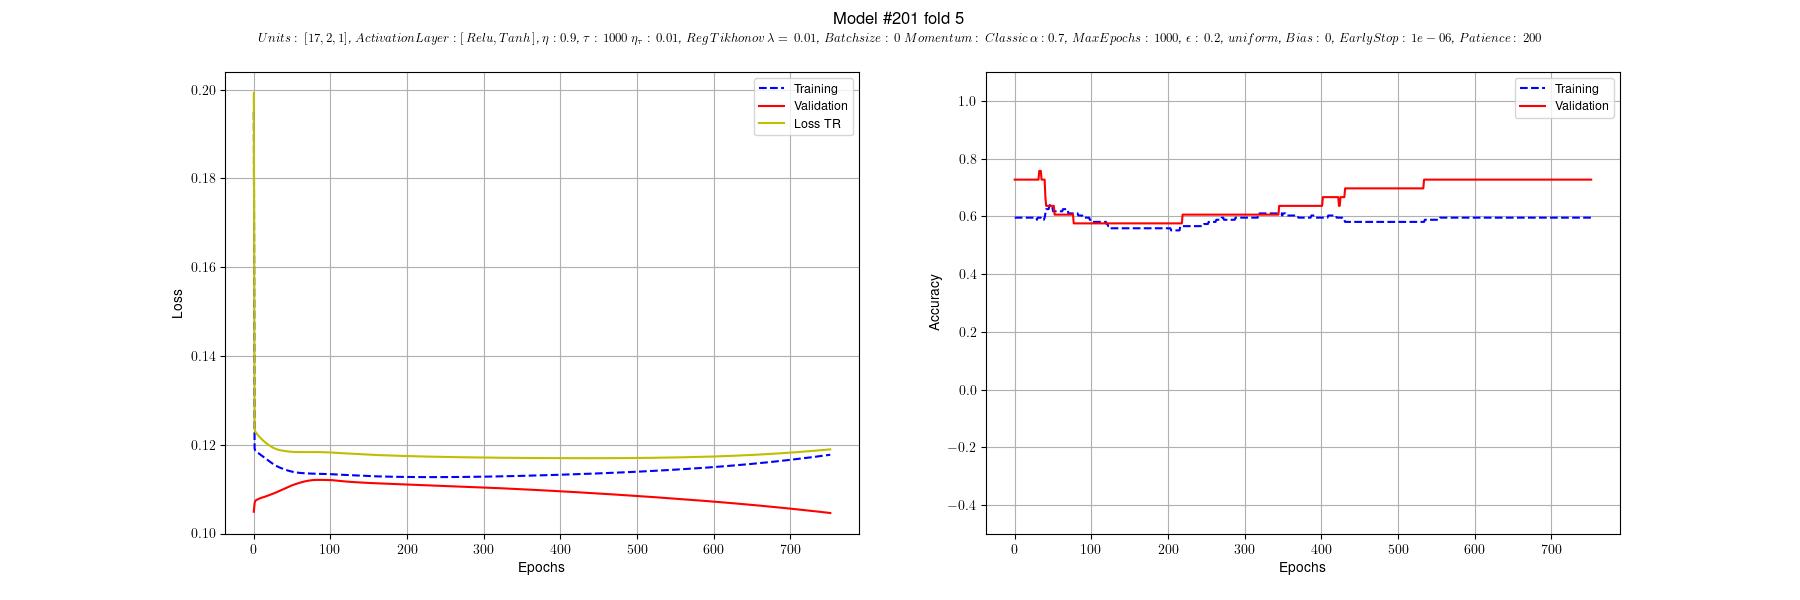 Model #201 fold 5
Units : [17, 2, 1], ActivationLayer : [Relu, Tanh], η : 0.9, τ : 1000 ητ : 0.01, RegTikhonov λ = 0.01, Batchsize : 0 Momentum : Classic α : 0.7, MaxEpochs : 1000, ϵ : 0.2, uniform, Bias : 0, EarlyStop : 1e − 06, Patience : 200
0.20
0.18
0.16
0.14
0.12
0.10
Loss
Training
Validation
Loss TR
0 100 200 300 400 500 600 700
Epochs
1.0
0.8
0.6
0.4
0.2
0.0
−0.2
−0.4
Accuracy
Training
Validation
0 100 200 300 400 500 600 700
Epochs